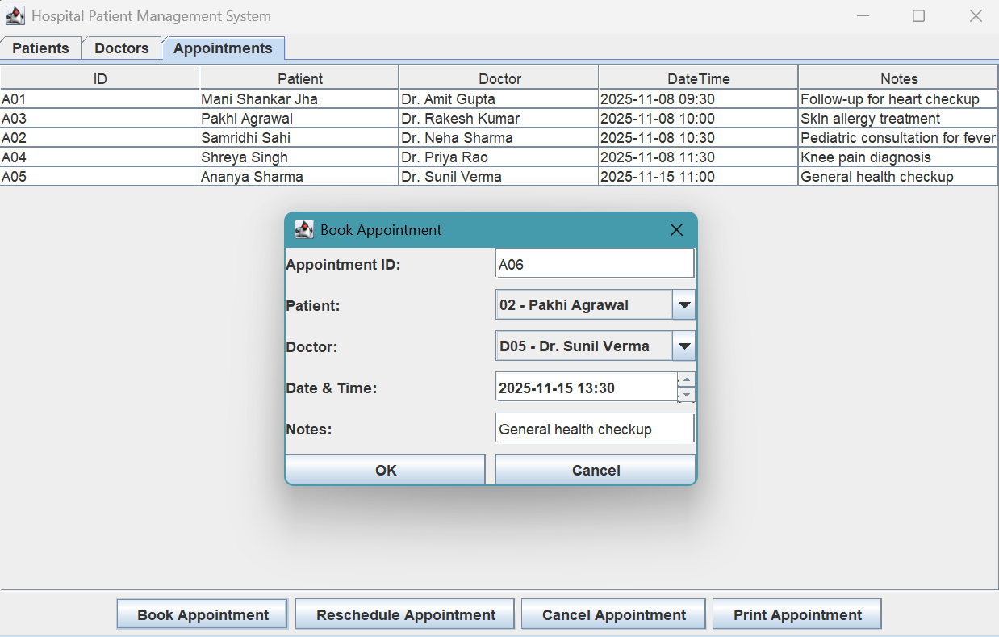 Hospital Patient Management System
Patients Doctors Appointments
ID Patient Doctor DateTime Notes
A01 Mani Shankar Jha Dr. Amit Gupta 2025-11-08 09:30 Follow-up for heart checkup
A03 Pakhi Agrawal Dr. Rakesh Kumar 2025-11-08 10:00 Skin allergy treatment
A02 Samridhi Sahi Dr. Neha Sharma 2025-11-08 10:30 Pediatric consultation for fever
A04 Shreya Singh Dr. Priya Rao 2025-11-08 11:30 Knee pain diagnosis
A05 Ananya Sharma Dr. Sunil Verma 2025-11-15 11:00 General health checkup
Book Appointment
Appointment ID: A06
Patient: 02 - Pakhi Agrawal
Doctor: D05 - Dr. Sunil Verma
Date & Time: 2025-11-15 13:30
Notes: General health checkup
OK Cancel
Book Appointment Reschedule Appointment Cancel Appointment Print Appointment